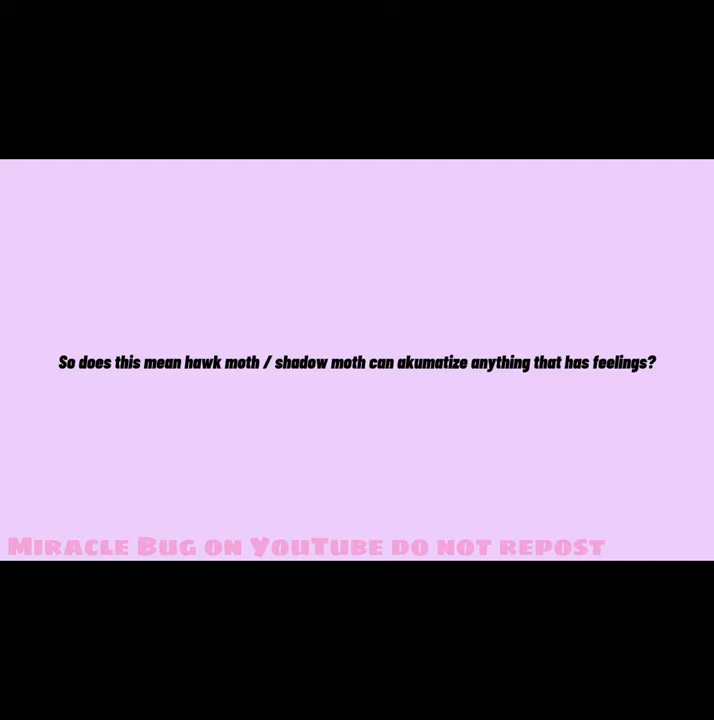 So does this mean hawk moth / shadow moth can akumatize anything that has feelings?
Miracle Bug on YouTube do not repost